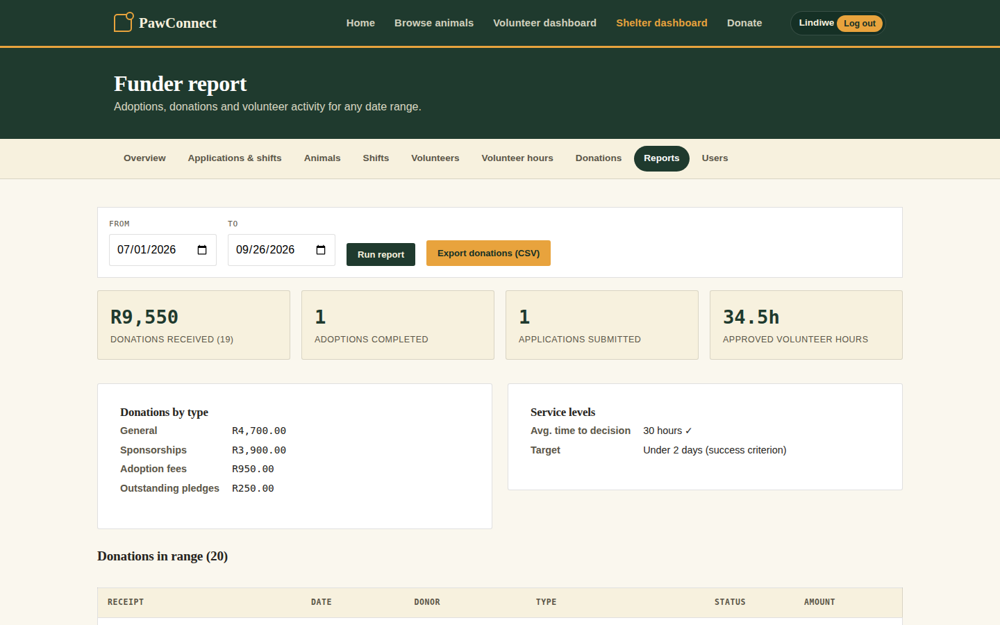 PawConnect
Home Browse animals Volunteer dashboard Shelter dashboard Donate Lindiwe Log out
Funder report
Adoptions, donations and volunteer activity for any date range.
Overview Applications & shifts Animals Shifts Volunteers Volunteer hours Donations Reports Users
FROM TO
07/01/2026 09/26/2026 Run report Export donations (CSV)
R9,550 1 1 34.5h
DONATIONS RECEIVED (19) ADOPTIONS COMPLETED APPLICATIONS SUBMITTED APPROVED VOLUNTEER HOURS
Donations by type
General R4,700.00
Sponsorships R3,900.00
Adoption fees R950.00
Outstanding pledges R250.00
Service levels
Avg. time to decision 30 hours ✓
Target Under 2 days (success criterion)
Donations in range (20)
RECEIPT DATE DONOR TYPE STATUS AMOUNT